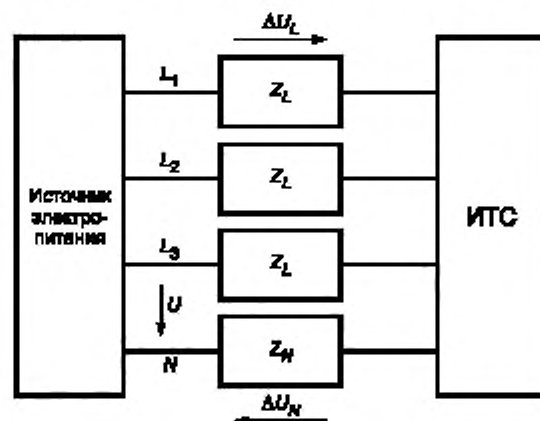 ΔU_L
L_1
Z_L
L_2
Z_L
Источник
электро-
питания
ИТС
L_3
Z_L
U
N
Z_N
ΔU_N